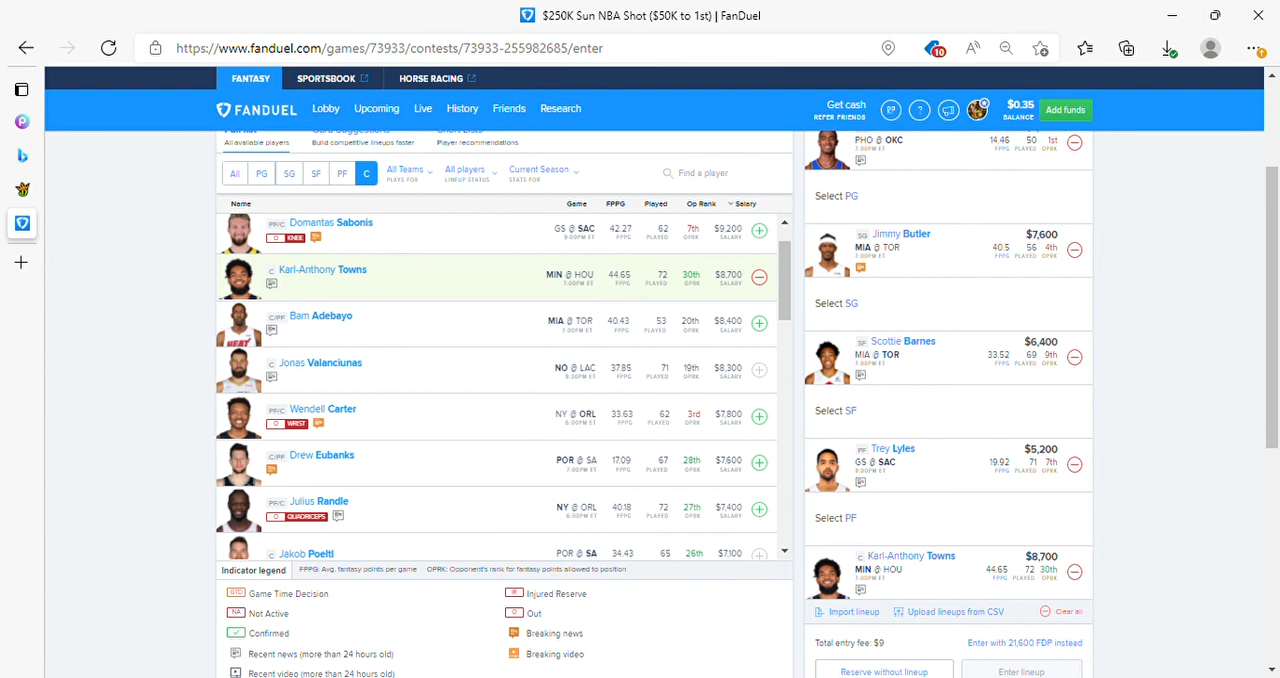 $250K Sun NBA Shot ($50K to 1st) | FanDuel
https://www.fanduel.com/games/73933/contests/73933-255982685/enter
10
FANTASY SPORTSBOOK HORSE RACING
FANDUEL Lobby Upcoming Live History Friends Research
Get cash
REFER FRIENDS
?
$0.35
BALANCE
Add funds
All available players Build competitive lineups faster Player recommendations
All PG SG SF PF C
All Teams
PLAYS FOR
All players
LINEUP STATUS
Current Season
STATS FOR
Find a player
Name Game FPPG Played Op Rank Salary
PF/C Domantas Sabonis
O KNEE
GS @ SAC 42.27 62 7th $9,200
9:00PM ET FPPG PLAYED OPRK SALARY
C Karl-Anthony Towns
MIN @ HOU 44.65 72 30th $8,700
7:00PM ET FPPG PLAYED OPRK SALARY
C/PF Bam Adebayo
MIA @ TOR 40.43 53 20th $8,400
7:00PM ET FPPG PLAYED OPRK SALARY
C Jonas Valanciunas
NO @ LAC 37.85 71 19th $8,300
9:30PM ET FPPG PLAYED OPRK SALARY
PF/C Wendell Carter
O WRIST
NY @ ORL 33.63 62 3rd $7,800
6:00PM ET FPPG PLAYED OPRK SALARY
C/PF Drew Eubanks
POR @ SA 17.09 67 28th $7,600
7:00PM ET FPPG PLAYED OPRK SALARY
PF/C Julius Randle
O QUADRICEPS
NY @ ORL 40.18 72 27th $7,400
6:00PM ET FPPG PLAYED OPRK SALARY
C Jakob Poeltl
POR @ SA 34.43 65 26th $7,100
Indicator legend FPPG: Avg. fantasy points per game OPRK: Opponent's rank for fantasy points allowed to position
GTD Game Time Decision
IR Injured Reserve
NA Not Active
O Out
Confirmed
Breaking news
Recent news (more than 24 hours old)
Breaking video
Recent video (more than 24 hours old)
PHO @ OKC 14.46 50 1st
7:00PM ET FPPG PLAYED OPRK
Select PG
SG Jimmy Butler $7,600
MIA @ TOR 40.5 56 4th
7:00PM ET FPPG PLAYED OPRK
Select SG
SF Scottie Barnes $6,400
MIA @ TOR 33.52 69 9th
7:00PM ET FPPG PLAYED OPRK
Select SF
PF Trey Lyles $5,200
GS @ SAC 19.92 71 7th
9:00PM ET FPPG PLAYED OPRK
Select PF
C Karl-Anthony Towns $8,700
MIN @ HOU 44.65 72 30th
7:00PM ET FPPG PLAYED OPRK
Import lineup Upload lineups from CSV Clear all
Total entry fee: $9 Enter with 21,600 FDP instead
Reserve without lineup Enter lineup